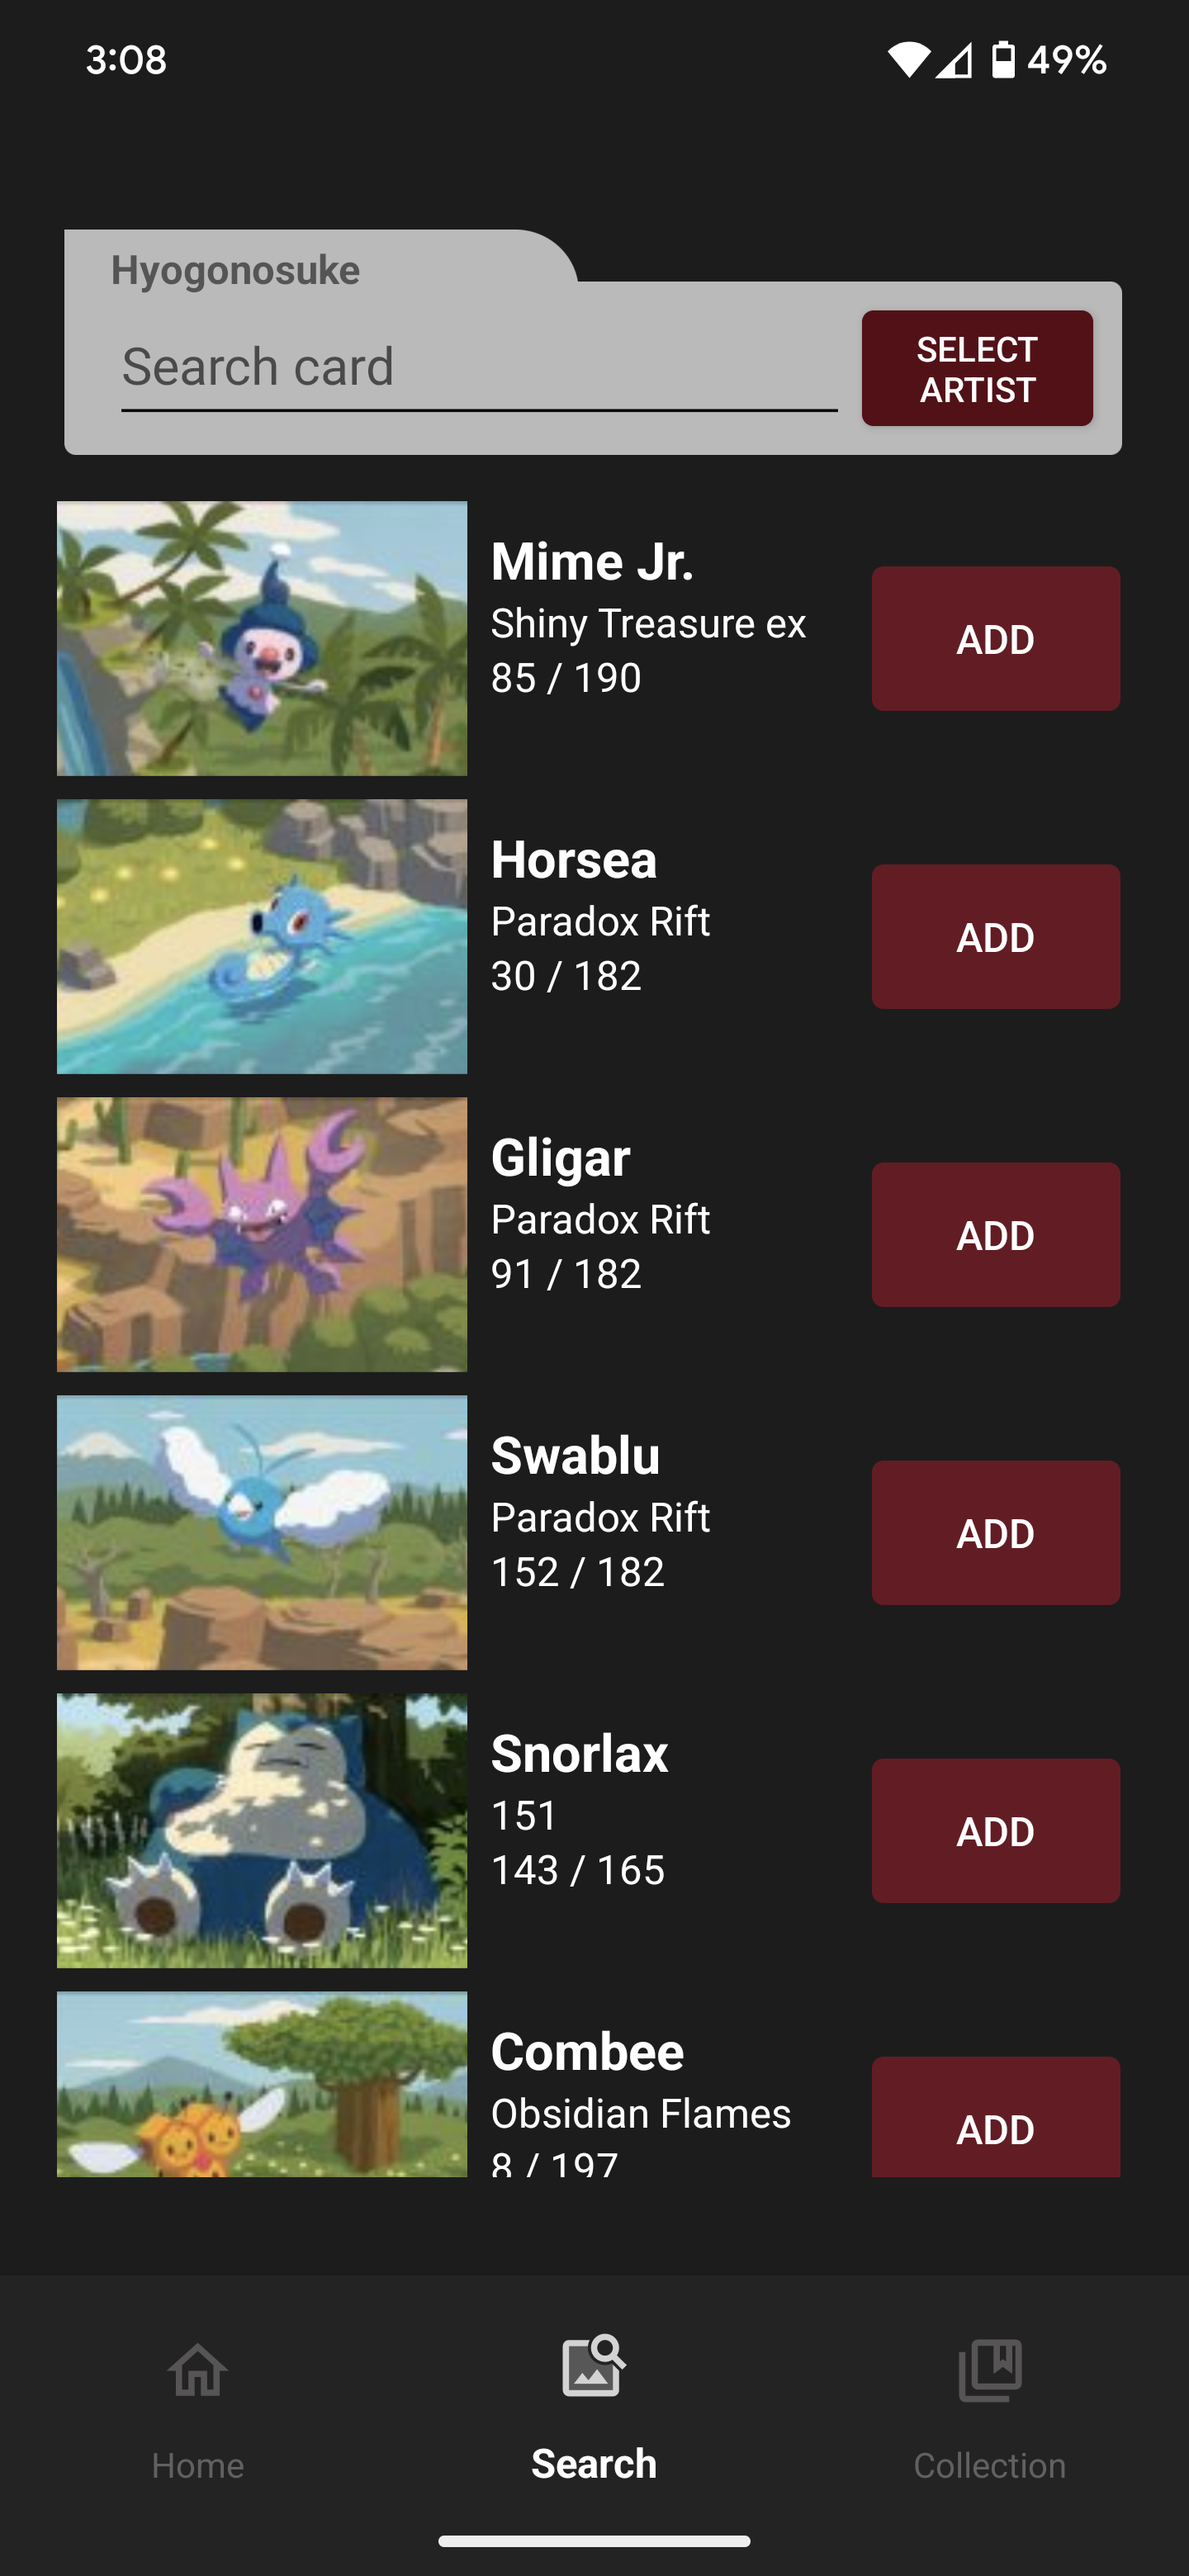 3:08
49%
Hyogonosuke
Search card
SELECT
ARTIST
Mime Jr.
Shiny Treasure ex
85 / 190
ADD
Horsea
Paradox Rift
30 / 182
ADD
Gligar
Paradox Rift
91 / 182
ADD
Swablu
Paradox Rift
152 / 182
ADD
Snorlax
151
143 / 165
ADD
Combee
Obsidian Flames
8 / 197
ADD
Home
Search
Collection